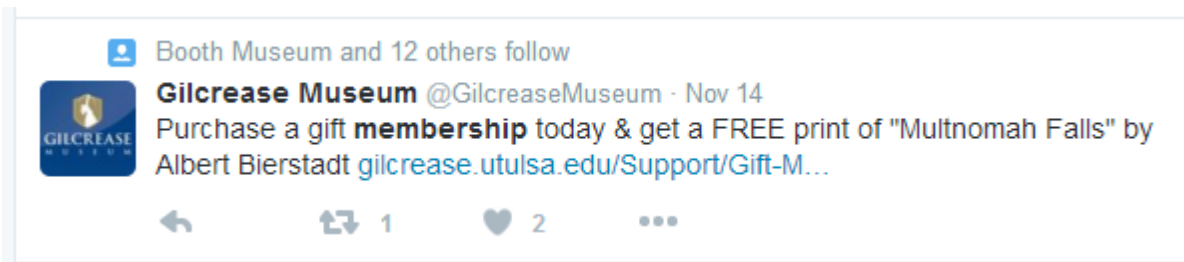 Booth Museum and 12 others follow
Gilcrease Museum @GilcreaseMuseum · Nov 14
Purchase a gift membership today & get a FREE print of "Multnomah Falls" by
Albert Bierstadt gilcrease.utulsa.edu/Support/Gift-M...
GILCREASE
MUSEUM
1 2